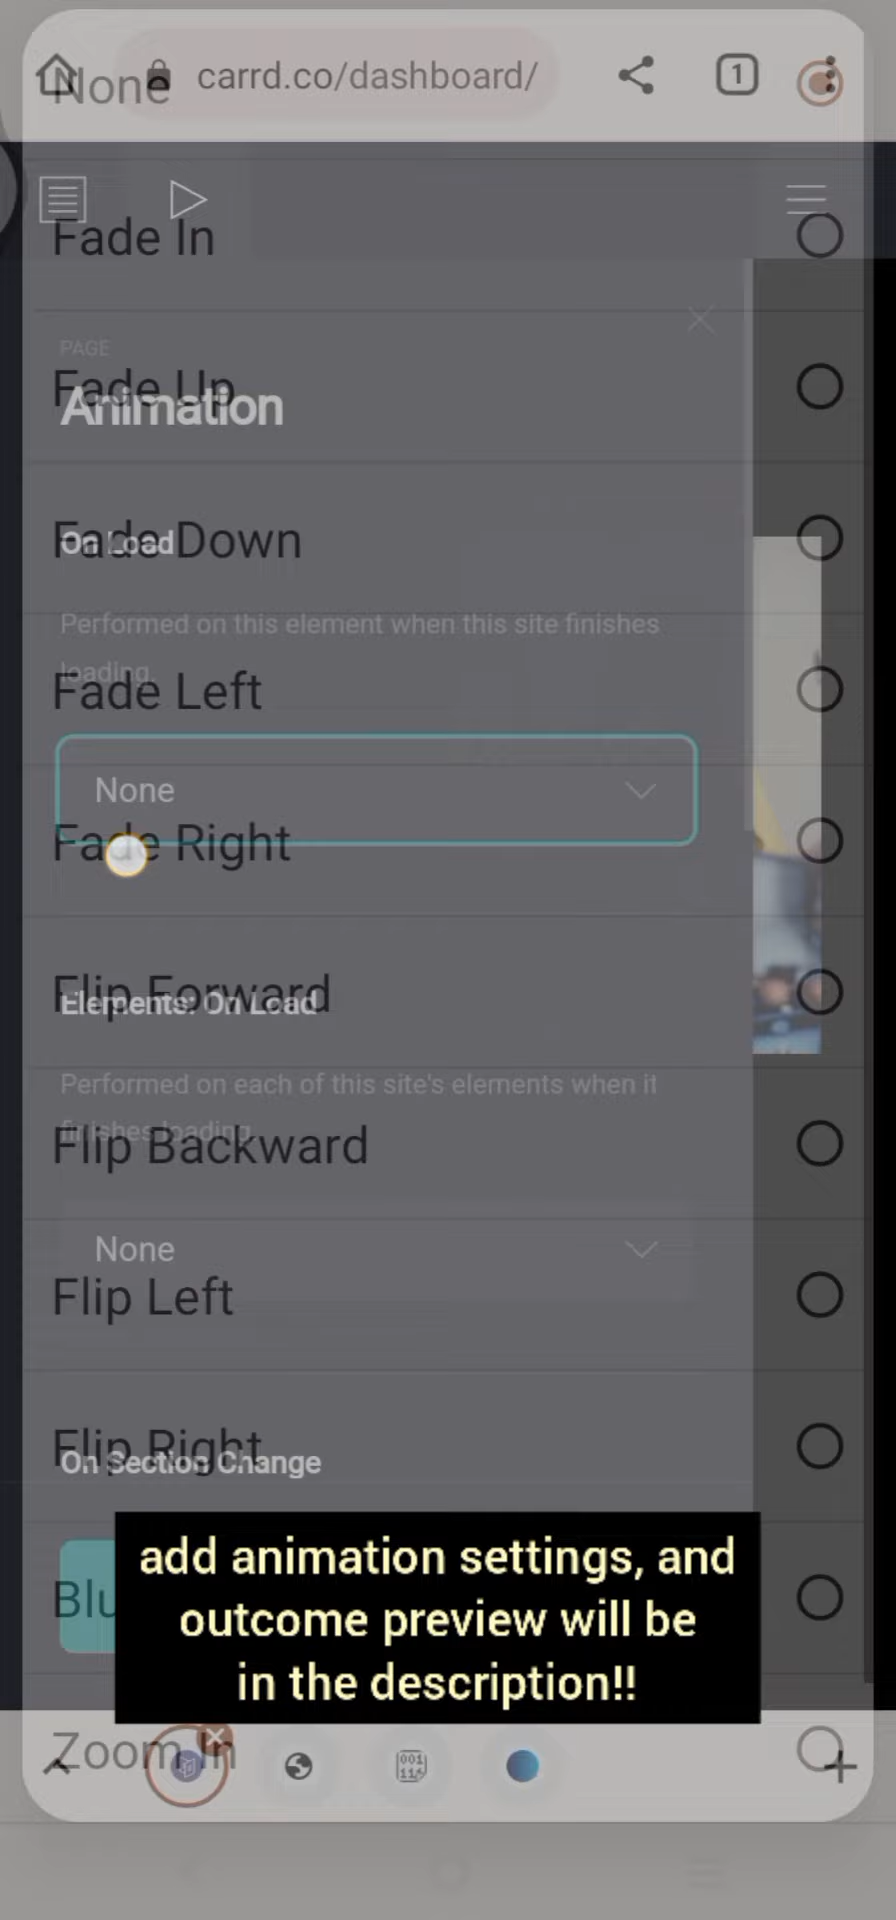 None
carrd.co/dashboard/
1
Fade In
PAGE
Fade Up
Animation
Fade Down
On Load
Performed on this element when this site finishes
loading.
Fade Left
None
Fade Right
Flip Forward
Elements: On Load
Performed on each of this site's elements when it
finishes loading.
Flip Backward
None
Flip Left
Flip Right
On Section Change
Blu
add animation settings, and
outcome preview will be
in the description!!
Zoom In